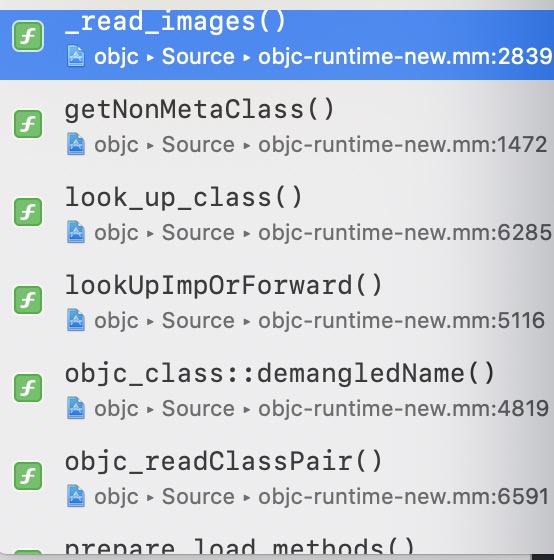 _read_images()
objc ▸ Source ▸ objc-runtime-new.mm:2839
getNonMetaClass()
objc ▸ Source ▸ objc-runtime-new.mm:1472
look_up_class()
objc ▸ Source ▸ objc-runtime-new.mm:6285
lookUpImpOrForward()
objc ▸ Source ▸ objc-runtime-new.mm:5116
objc_class::demangledName()
objc ▸ Source ▸ objc-runtime-new.mm:4819
objc_readClassPair()
objc ▸ Source ▸ objc-runtime-new.mm:6591
prepare_load_methods()